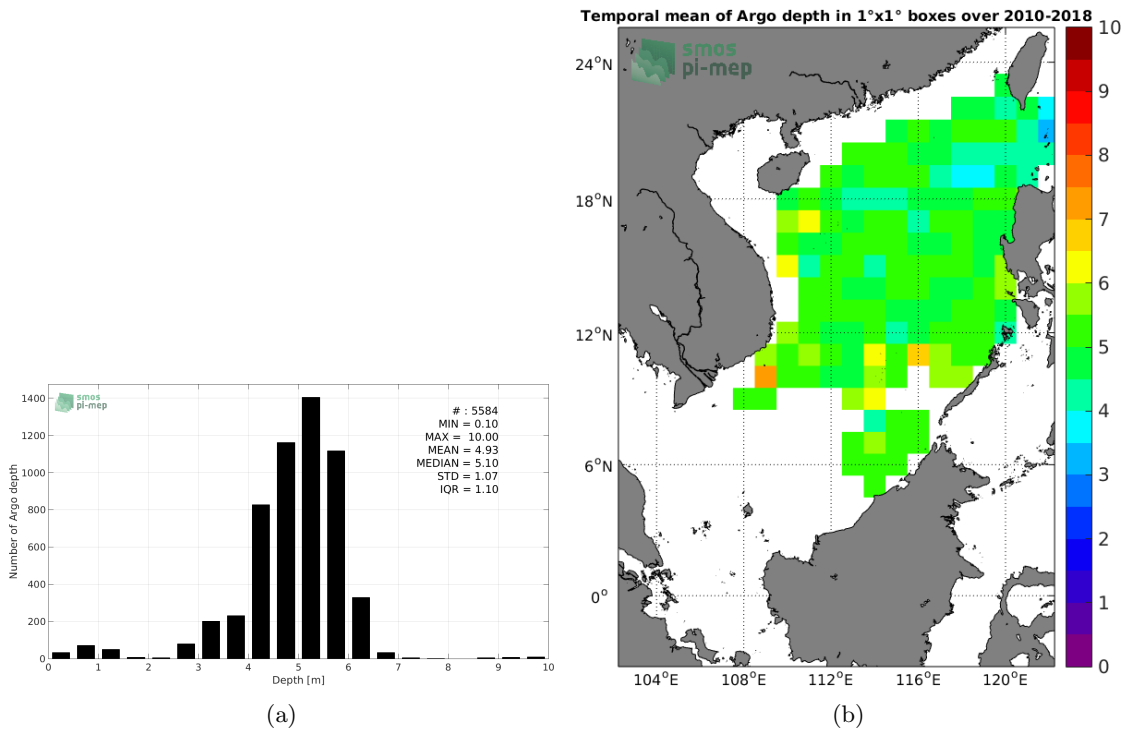 Temporal mean of Argo depth in 1°x1° boxes over 2010-2018
smos
pi-mep
24°N
18°N
12°N
6°N
0°
104°E 108°E 112°E 116°E 120°E
10
9
8
7
6
5
4
3
2
1
0
(b)
smos
pi-mep
# : 5584
MIN = 0.10
MAX = 10.00
MEAN = 4.93
MEDIAN = 5.10
STD = 1.07
IQR = 1.10
Number of Argo depth
1400
1200
1000
800
600
400
200
0
0 1 2 3 4 5 6 7 8 9 10
Depth [m]
(a)